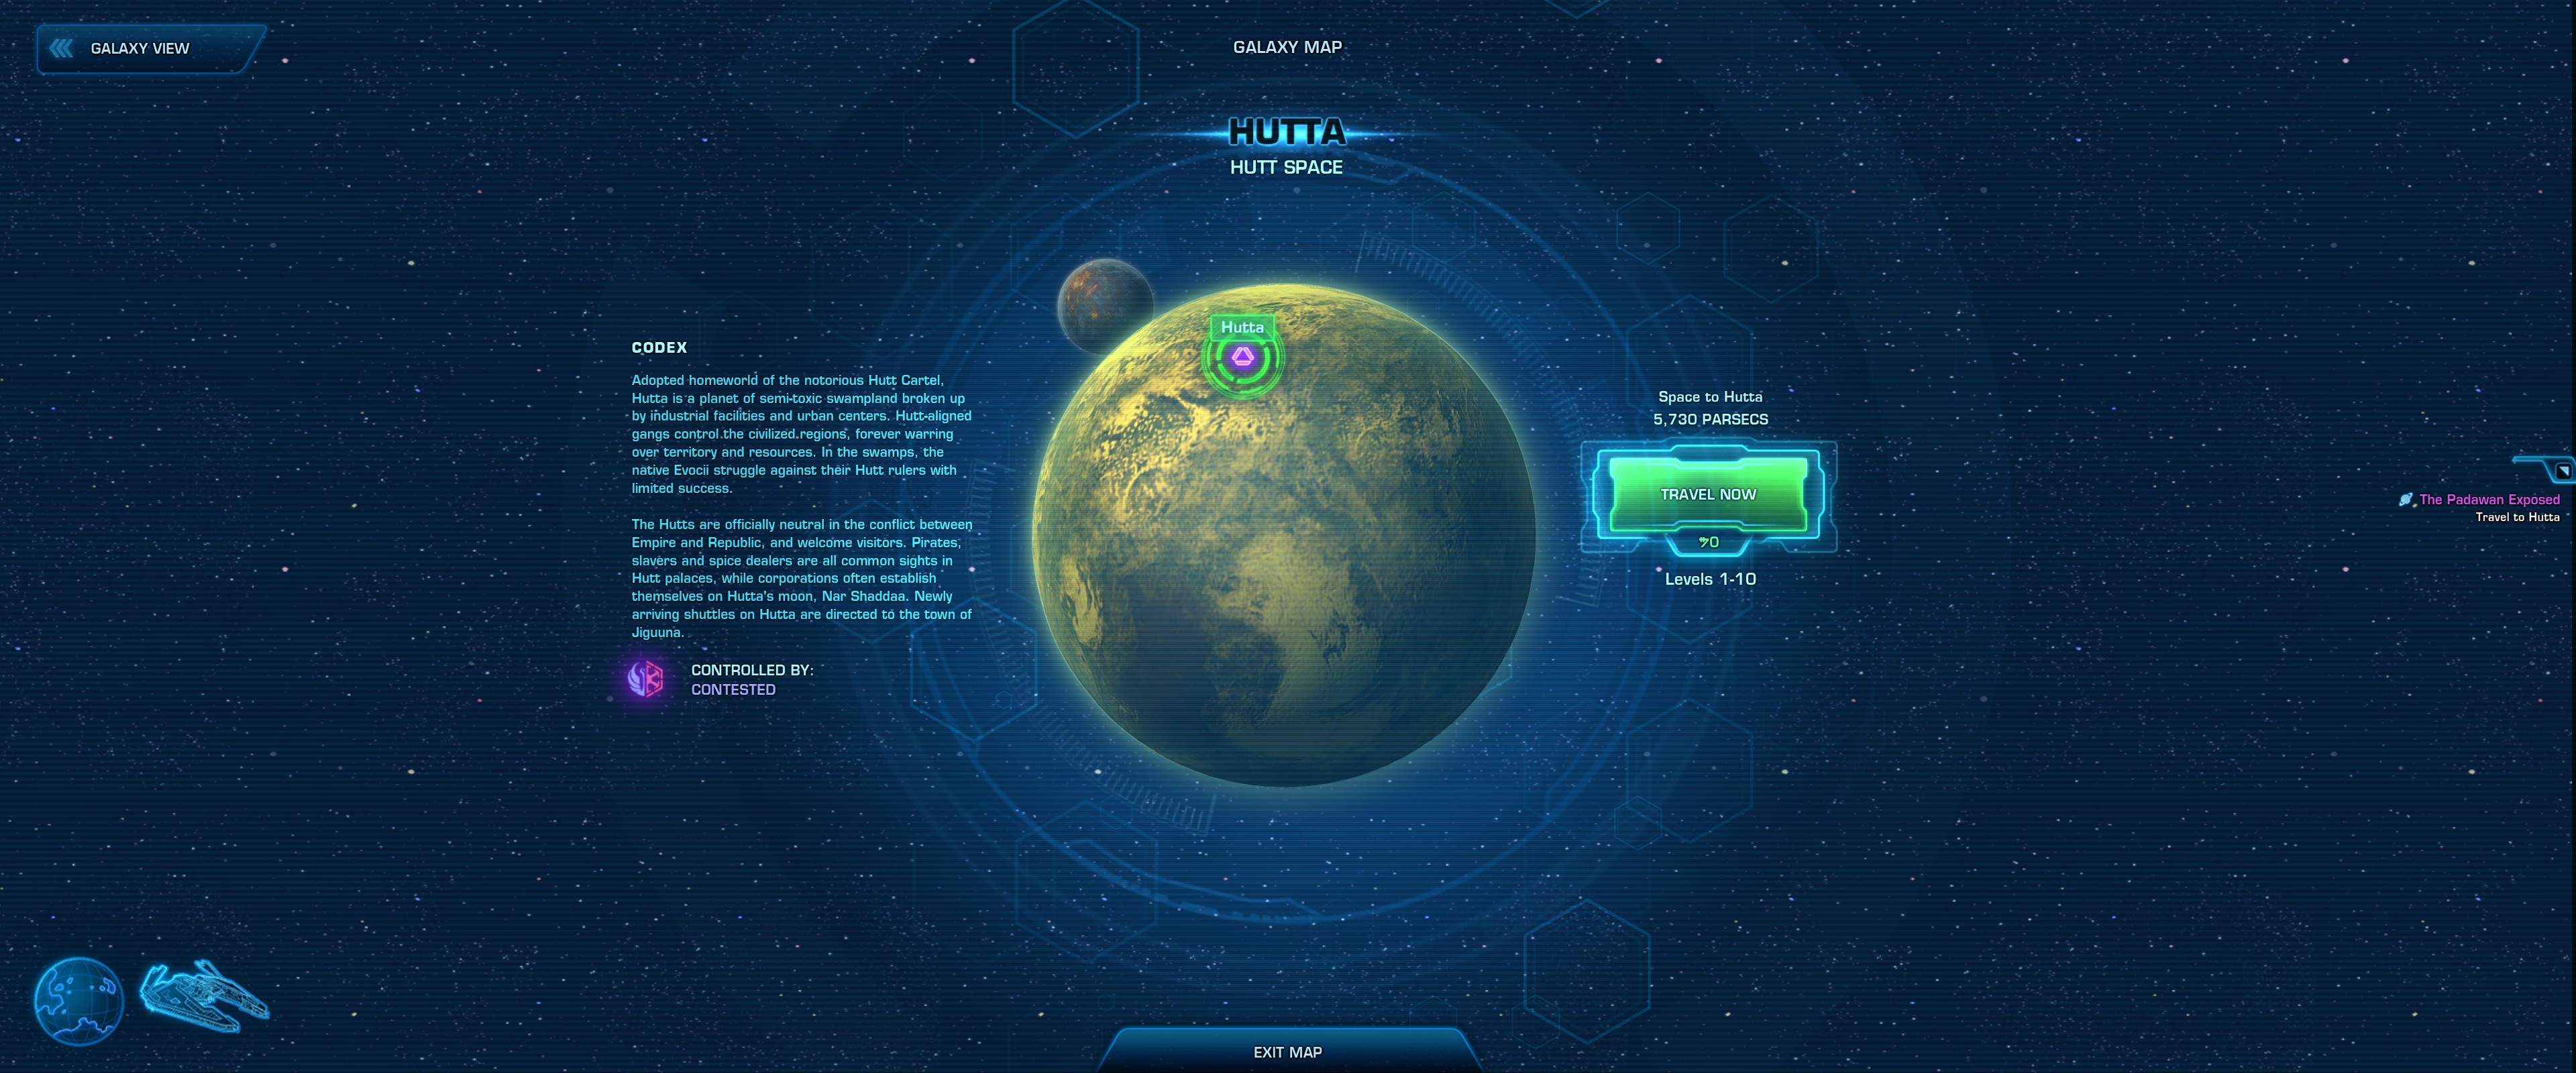 GALAXY VIEW
GALAXY MAP
HUTTA
HUTT SPACE
Hutta
CODEX
Adopted homeworld of the notorious Hutt Cartel,
Hutta is a planet of semi-toxic swampland broken up
by industrial facilities and urban centers. Hutt-aligned
gangs control the civilized regions, forever warring
over territory and resources. In the swamps, the
native Evocii struggle against their Hutt rulers with
limited success.
The Hutts are officially neutral in the conflict between
Empire and Republic, and welcome visitors. Pirates,
slavers and spice dealers are all common sights in
Hutt palaces, while corporations often establish
themselves on Hutta's moon, Nar Shaddaa. Newly
arriving shuttles on Hutta are directed to the town of
Jiguuna.
CONTROLLED BY:
CONTESTED
Space to Hutta
5,730 PARSECS
TRAVEL NOW
0
Levels 1-10
The Padawan Exposed
Travel to Hutta
EXIT MAP